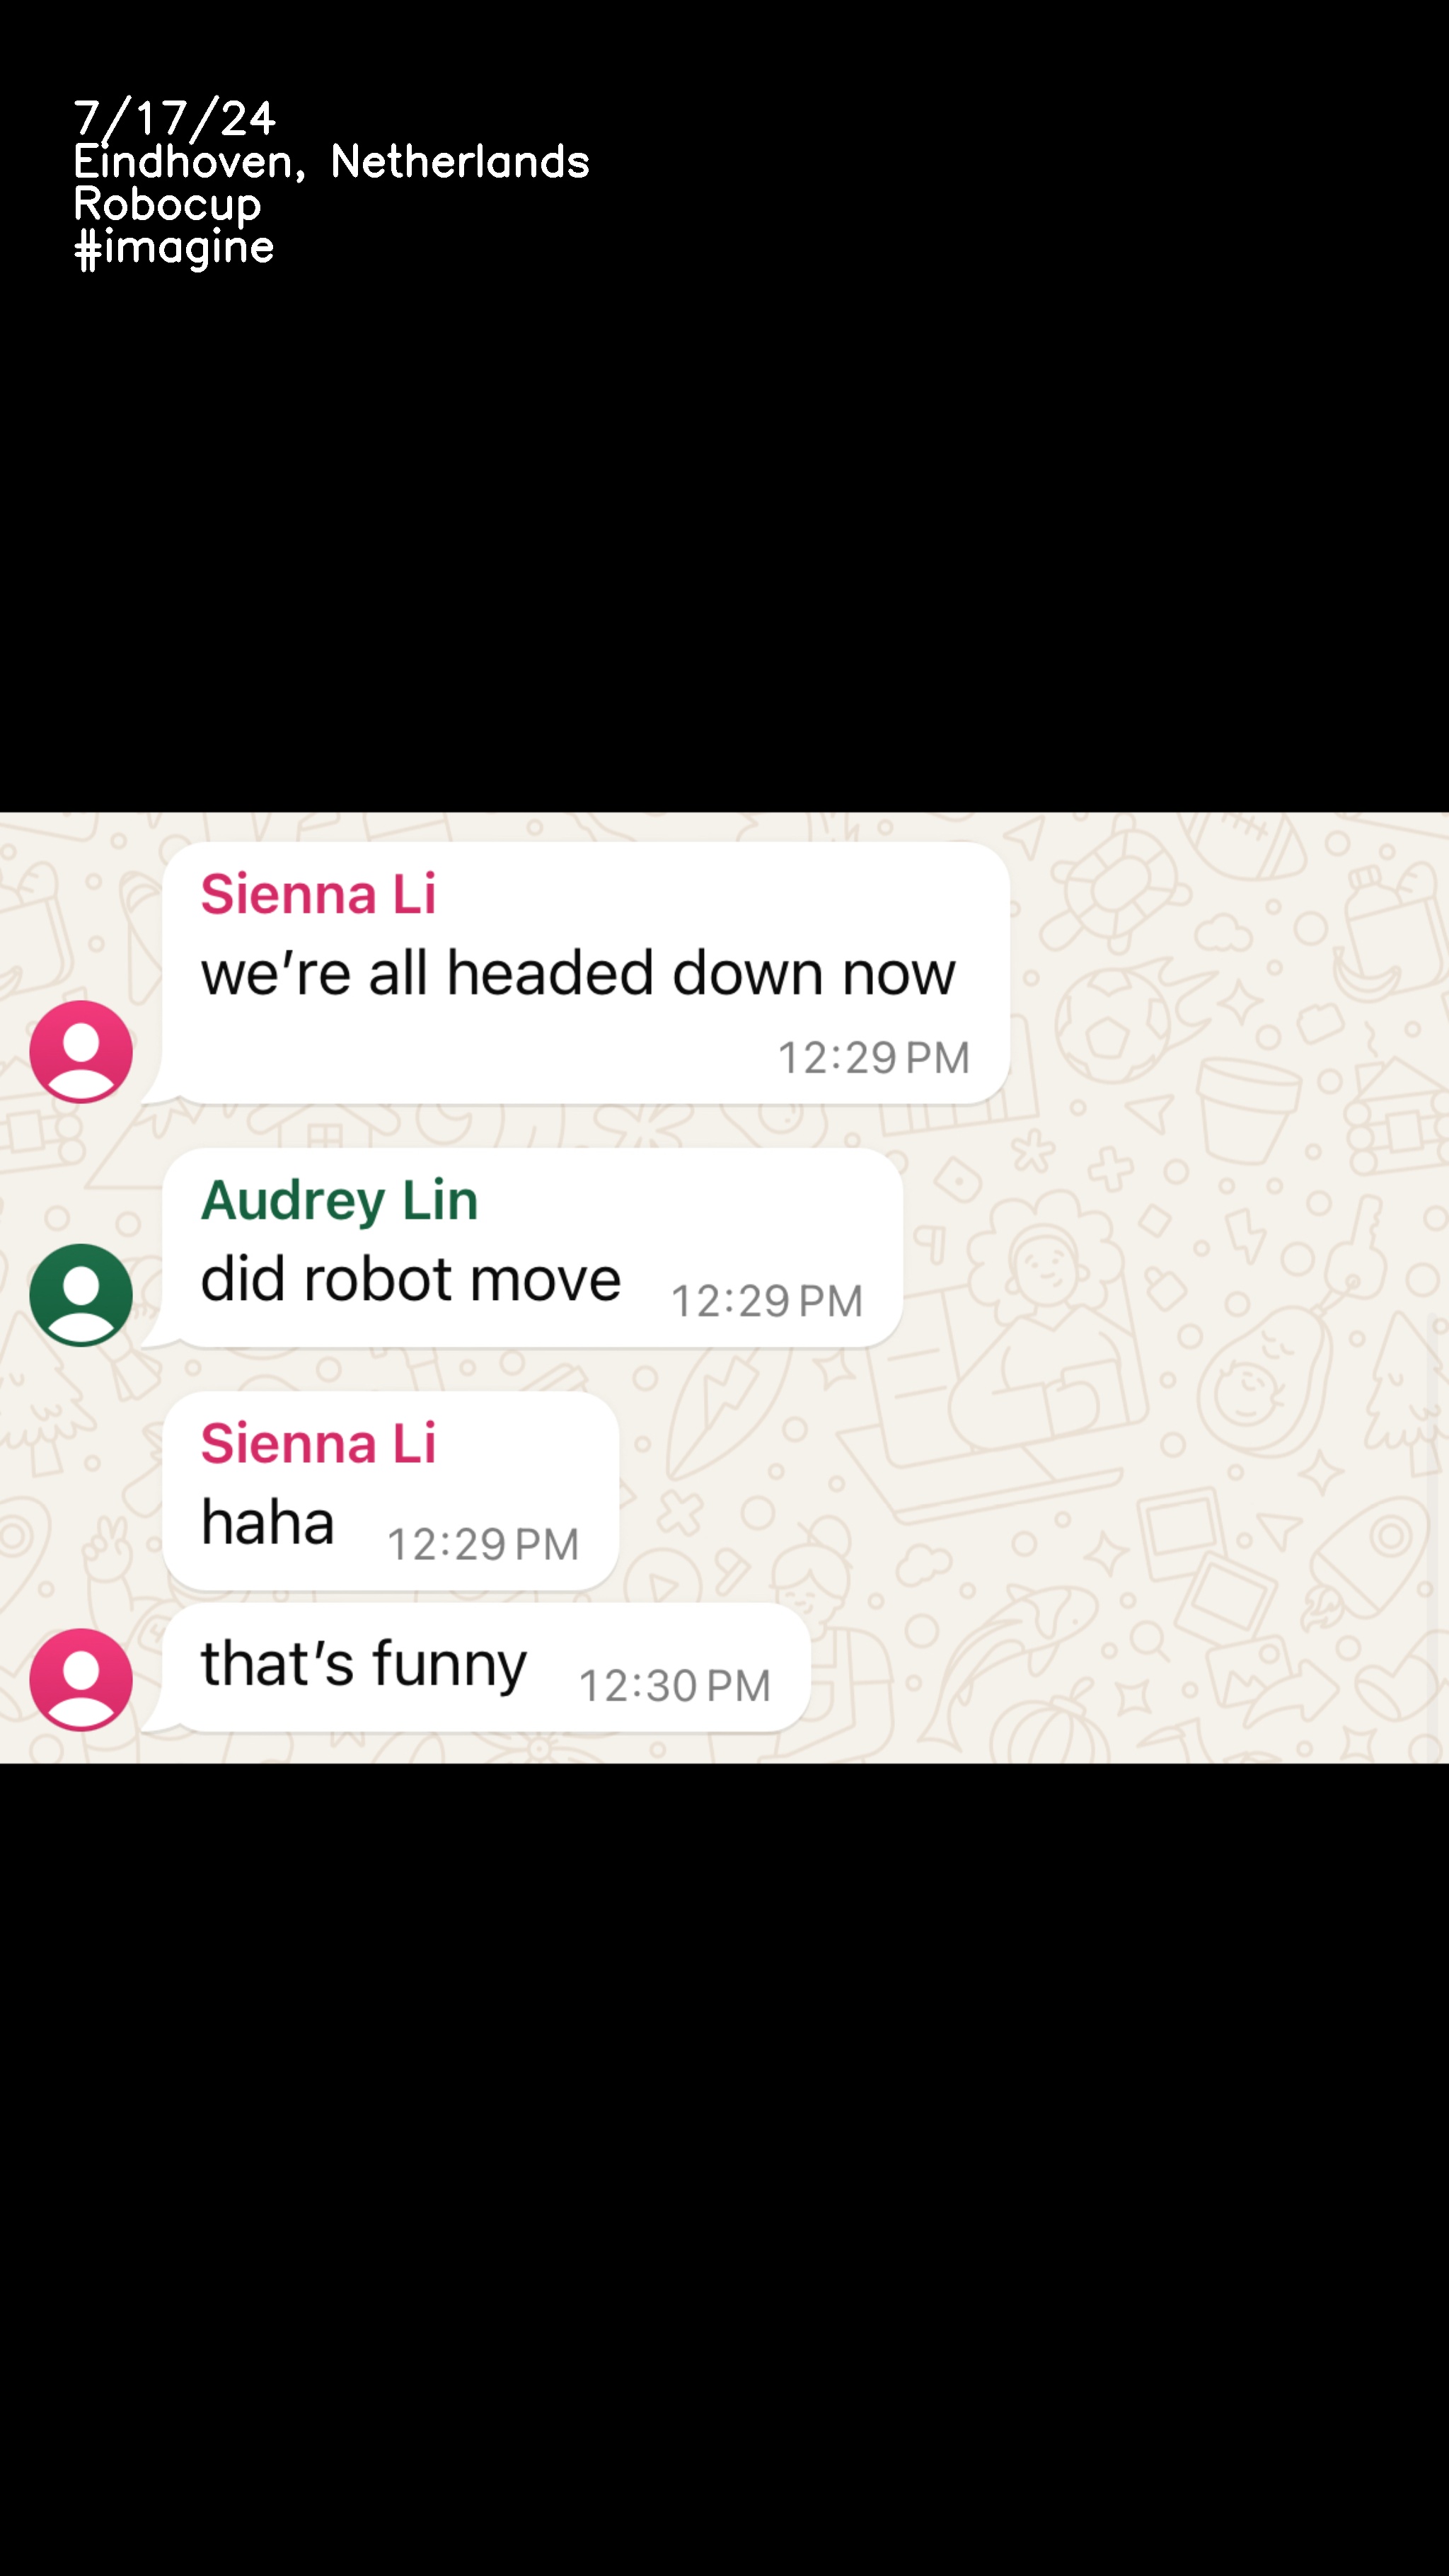 7/17/24
Eindhoven, Netherlands
Robocup
#imagine
Sienna Li
we’re all headed down now
12:29 PM
Audrey Lin
did robot move 12:29 PM
Sienna Li
haha 12:29 PM
that’s funny 12:30 PM